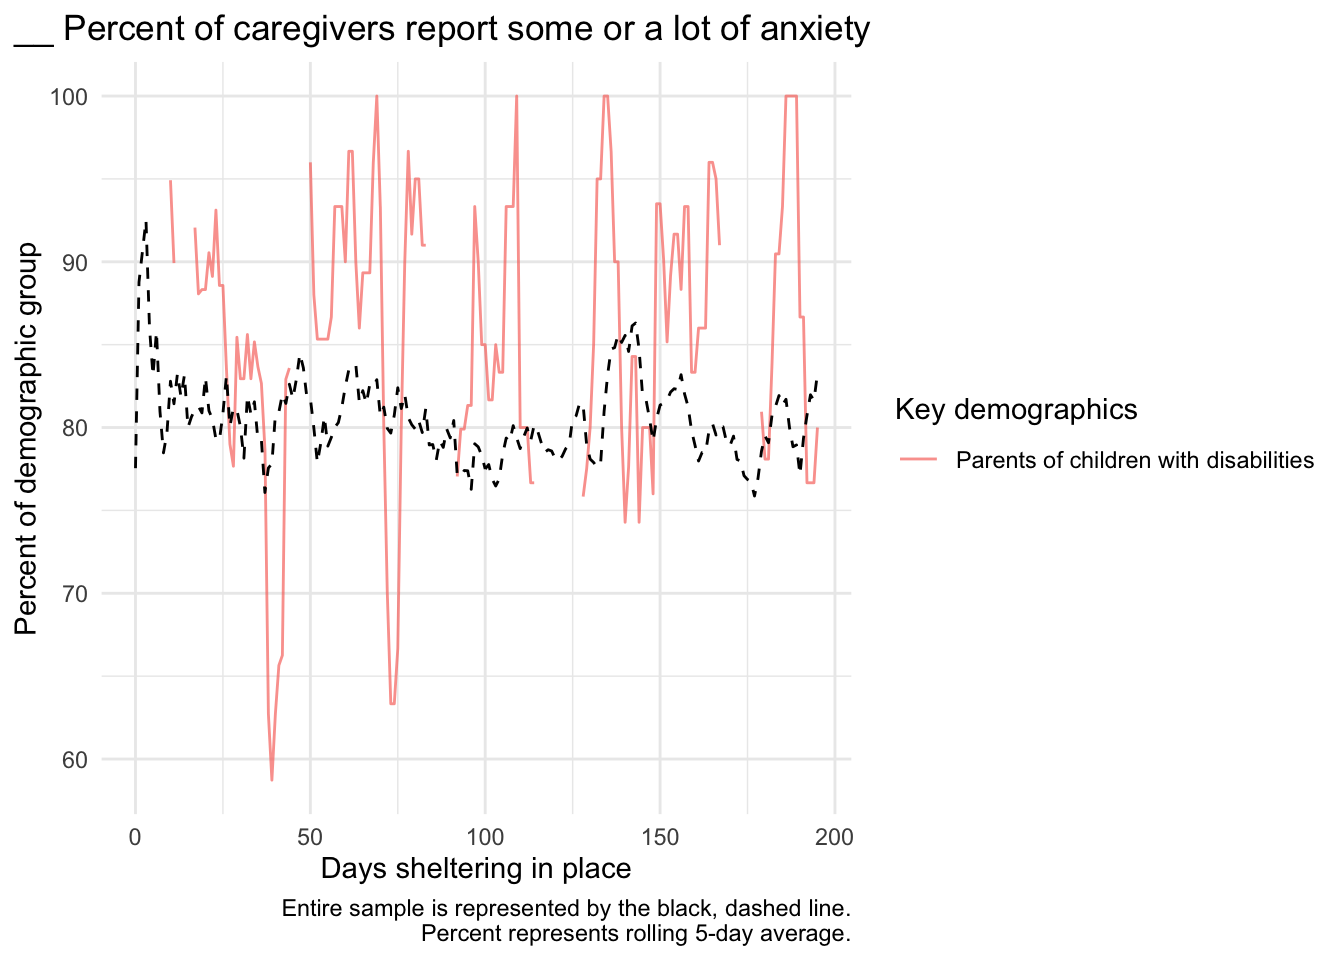 __ Percent of caregivers report some or a lot of anxiety
Percent of demographic group
100
90
80
70
60
0
50
100
150
200
Days sheltering in place
Entire sample is represented by the black, dashed line.
Percent represents rolling 5-day average.
Key demographics
Parents of children with disabilities